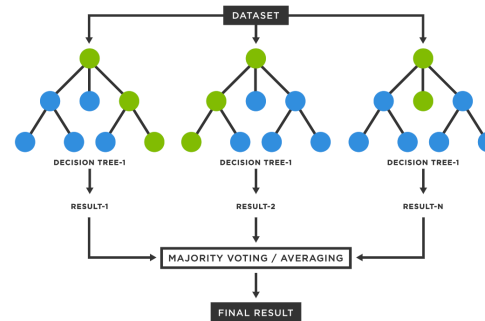 DATASET
DECISION TREE-1
DECISION TREE-1
DECISION TREE-1
RESULT-1
RESULT-2
RESULT-N
MAJORITY VOTING / AVERAGING
FINAL RESULT